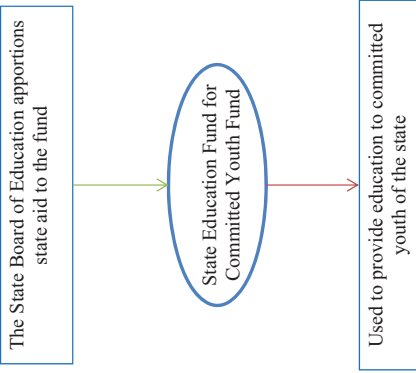 The State Board of Education apportions
state aid to the fund
State Education Fund for
Committed Youth Fund
Used to provide education to committed
youth of the state